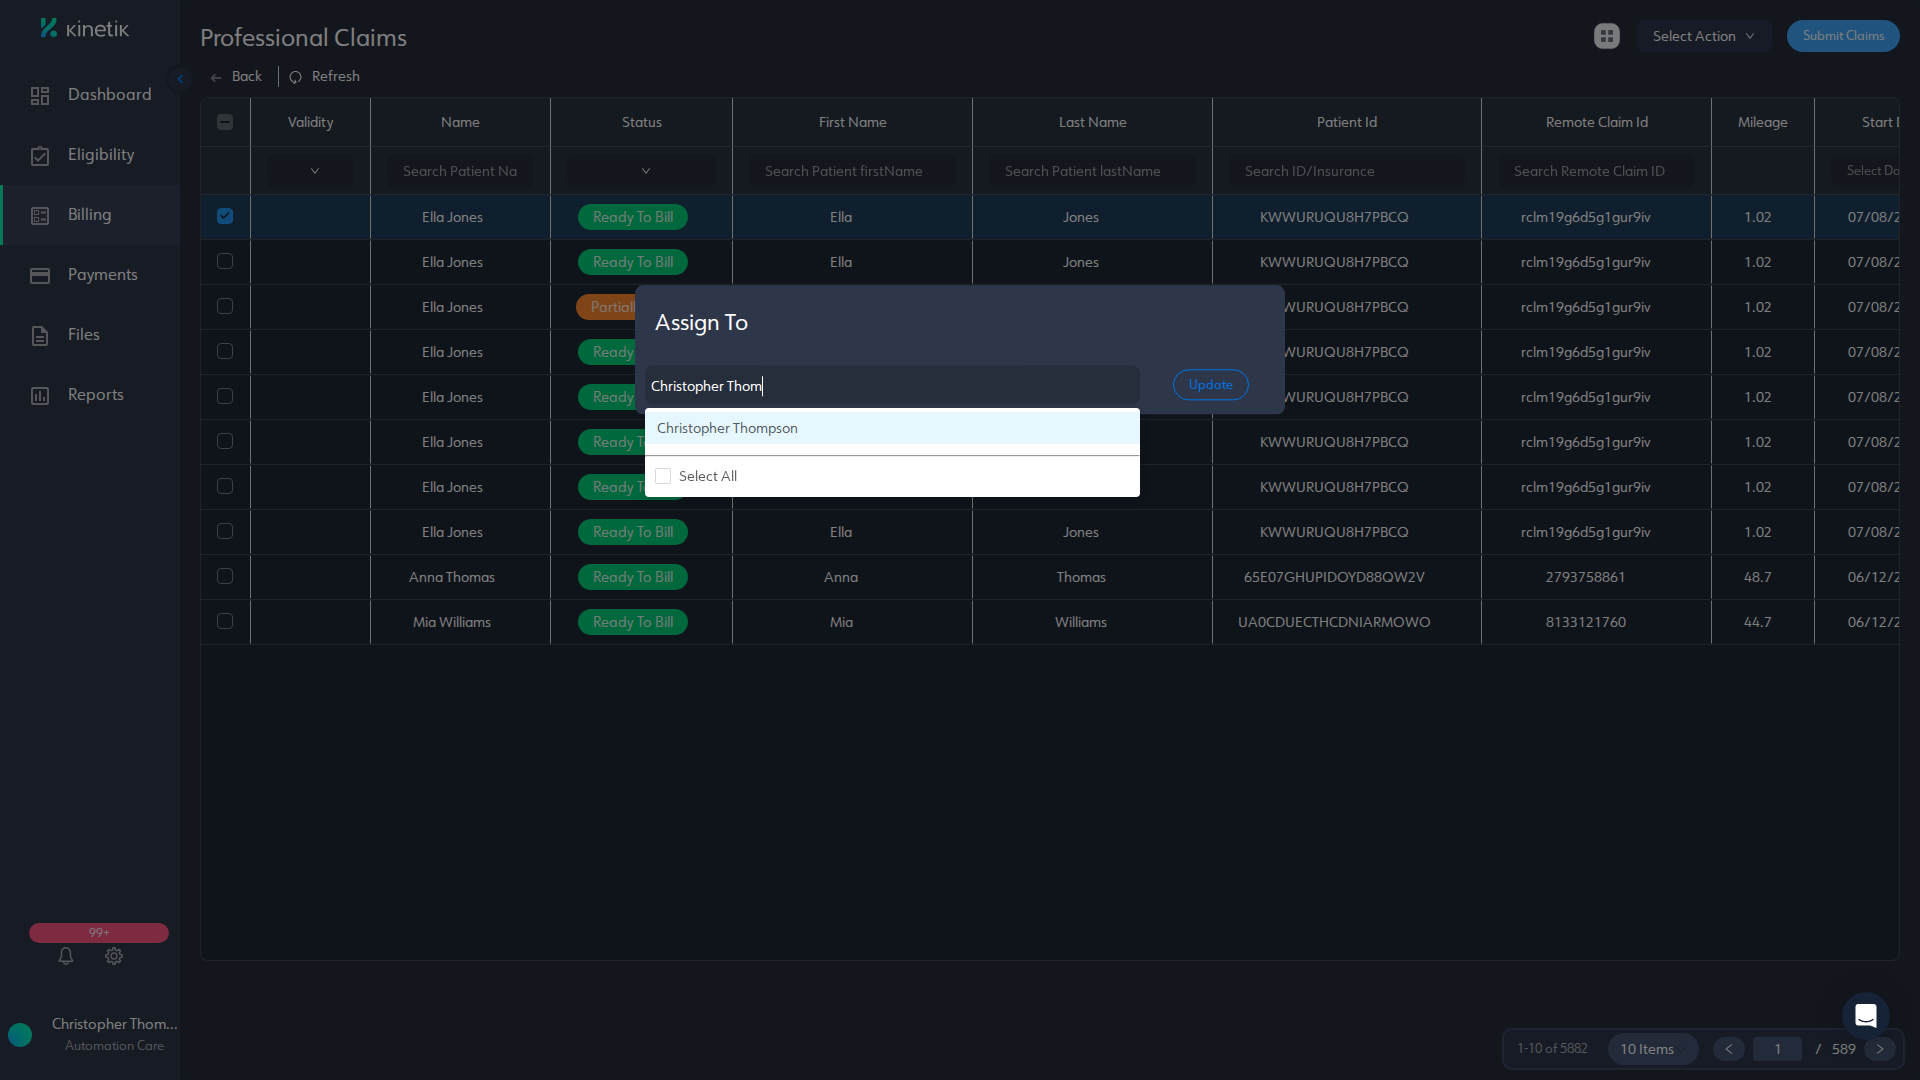 kinetik
Dashboard
Eligibility
Billing
Payments
Files
Reports
99+
Christopher Thom...
Automation Care
Professional Claims
Select Action
Submit Claims
Back
Refresh
Validity Name Status First Name Last Name Patient Id Remote Claim Id Mileage Start
Search Patient Na Search Patient firstName Search Patient lastName Search ID/Insurance Search Remote Claim ID Select Da
Ella Jones Ready To Bill Ella Jones KWWURUQU8H7PBCQ rclm19g6d5g1gur9iv 1.02 07/08/2
Ella Jones Ready To Bill Ella Jones KWWURUQU8H7PBCQ rclm19g6d5g1gur9iv 1.02 07/08/2
Ella Jones Partiall WURUQU8H7PBCQ rclm19g6d5g1gur9iv 1.02 07/08/2
Ella Jones Ready WURUQU8H7PBCQ rclm19g6d5g1gur9iv 1.02 07/08/2
Ella Jones Ready WURUQU8H7PBCQ rclm19g6d5g1gur9iv 1.02 07/08/2
Ella Jones Ready T KWWURUQU8H7PBCQ rclm19g6d5g1gur9iv 1.02 07/08/2
Ella Jones Ready T KWWURUQU8H7PBCQ rclm19g6d5g1gur9iv 1.02 07/08/2
Ella Jones Ready To Bill Ella Jones KWWURUQU8H7PBCQ rclm19g6d5g1gur9iv 1.02 07/08/2
Anna Thomas Ready To Bill Anna Thomas 65E07GHUPIDOYD88QW2V 2793758861 48.7 06/12/2
Mia Williams Ready To Bill Mia Williams UA0CDUECTHCDNIARMOWO 8133121760 44.7 06/12/2
Assign To
Christopher Thom
Update
Christopher Thompson
Select All
1-10 of 5882 10 Items < 1 / 589 >